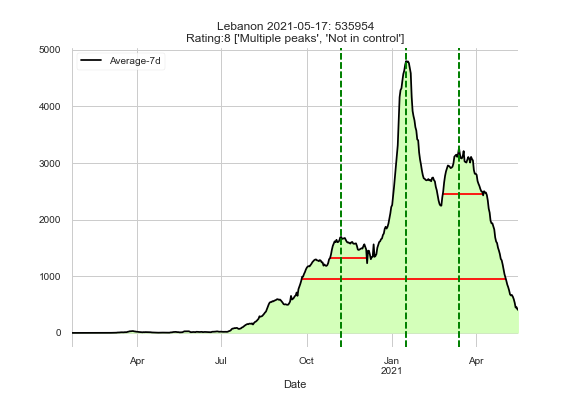 Lebanon 2021-05-17: 535954
Rating:8 ['Multiple peaks', 'Not in control']
Average-7d
5000
4000
3000
2000
1000
0
Apr
Jul
Oct
Jan
2021
Apr
Date